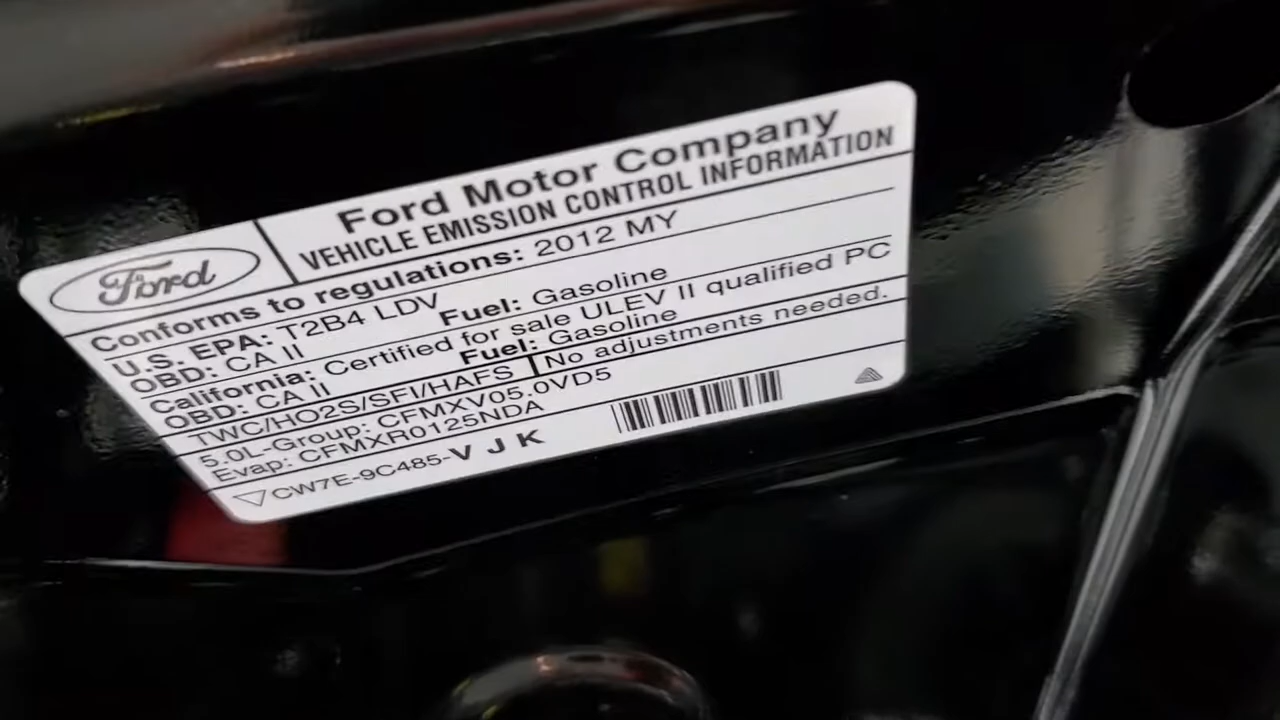 Ford
Ford Motor Company
VEHICLE EMISSION CONTROL INFORMATION
Conforms to regulations: 2012 MY
U.S. EPA: T2B4 LDV
OBD: CA II Fuel: Gasoline
California: Certified for sale ULEV II qualified PC
OBD: CA II Fuel: Gasoline
TWC/HO2S/SFI/HAFS No adjustments needed.
5.0L-Group: CFMXV05.0VD5
Evap: CFMXR0125NDA
CW7E-9C485-V J K